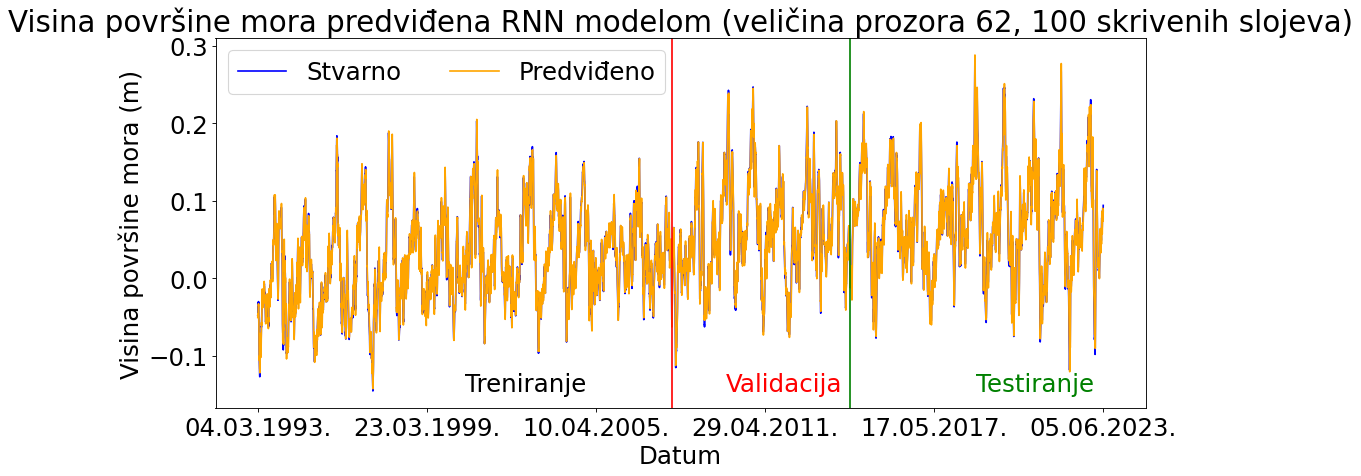 Visina površine mora predviđena RNN modelom (veličina prozora 62, 100 skrivenih slojeva)
Visina površine mora (m)
0.3
0.2
0.1
0.0
−0.1
Stvarno Predviđeno
Treniranje Validacija Testiranje
04.03.1993. 23.03.1999. 10.04.2005. 29.04.2011. 17.05.2017. 05.06.2023.
Datum